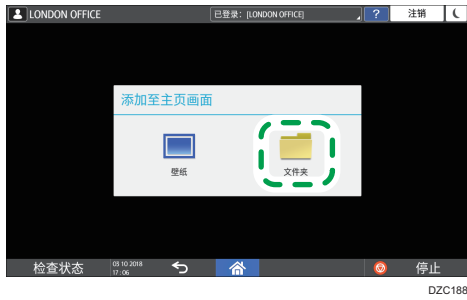 LONDON OFFICE
已登录：[LONDON OFFICE]
?
注销
添加至主页画面
壁纸
文件夹
检查状态
03 10 2018
17 : 06
停止
DZC188